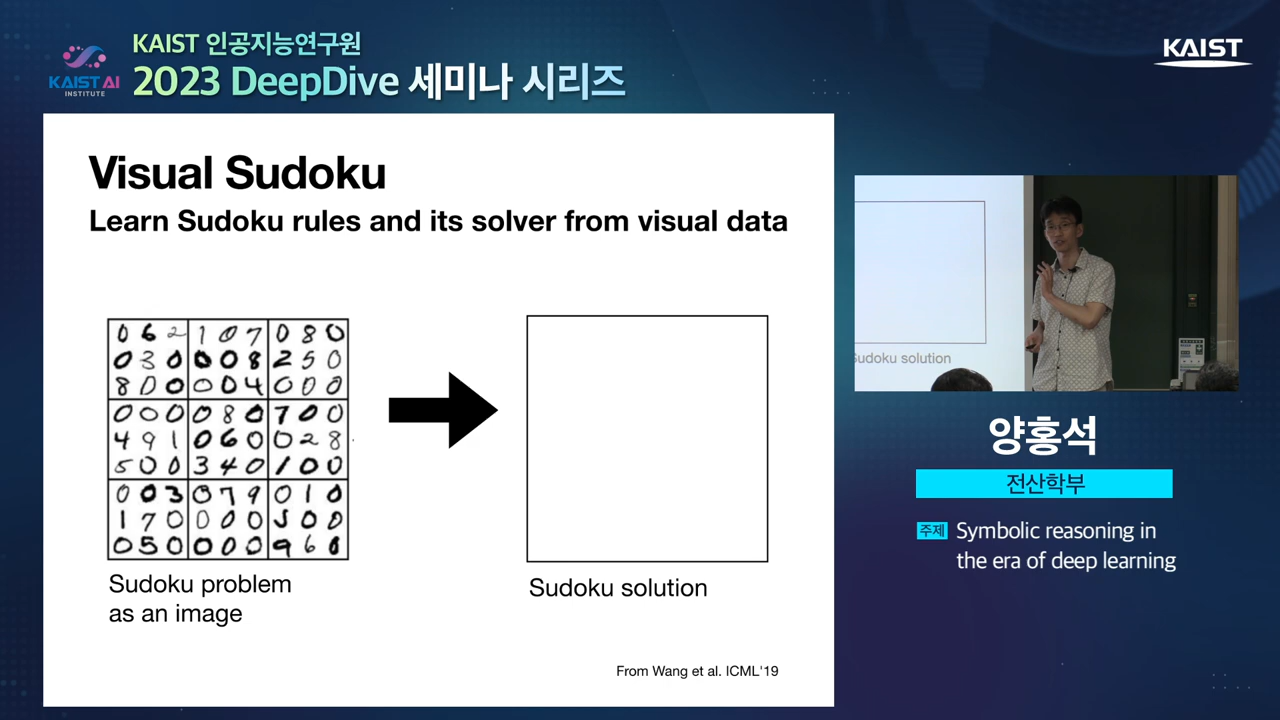 KAIST AI
INSTITUTE
KAIST 인공지능연구원
2023 DeepDive 세미나 시리즈
KAIST
Visual Sudoku
Learn Sudoku rules and its solver from visual data
0 6 2 1 0 7 0 8 0
0 3 0 0 0 8 2 5 0
8 0 0 0 0 4 0 0 0
0 0 0 0 8 0 7 0 0
4 9 1 0 6 0 0 2 8
5 0 0 3 4 0 1 0 0
0 0 3 0 7 9 0 1 0
1 7 0 0 0 0 5 0 0
0 5 0 0 0 0 9 6 8
Sudoku problem
as an image
Sudoku solution
From Wang et al. ICML'19
Sudoku solution
양홍석
전산학부
주제 Symbolic reasoning in
the era of deep learning